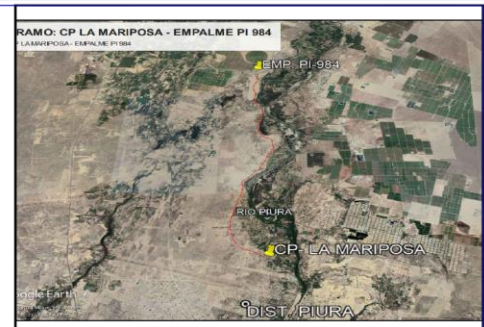 RAMO: CP LA MARIPOSA - EMPALME PI 984
P LA MARIPOSA - EMPALME PI 984
EMP. PI-984
RIO PIURA
CP- LA MARIPOSA
DIST. PIURA
ogle Earth